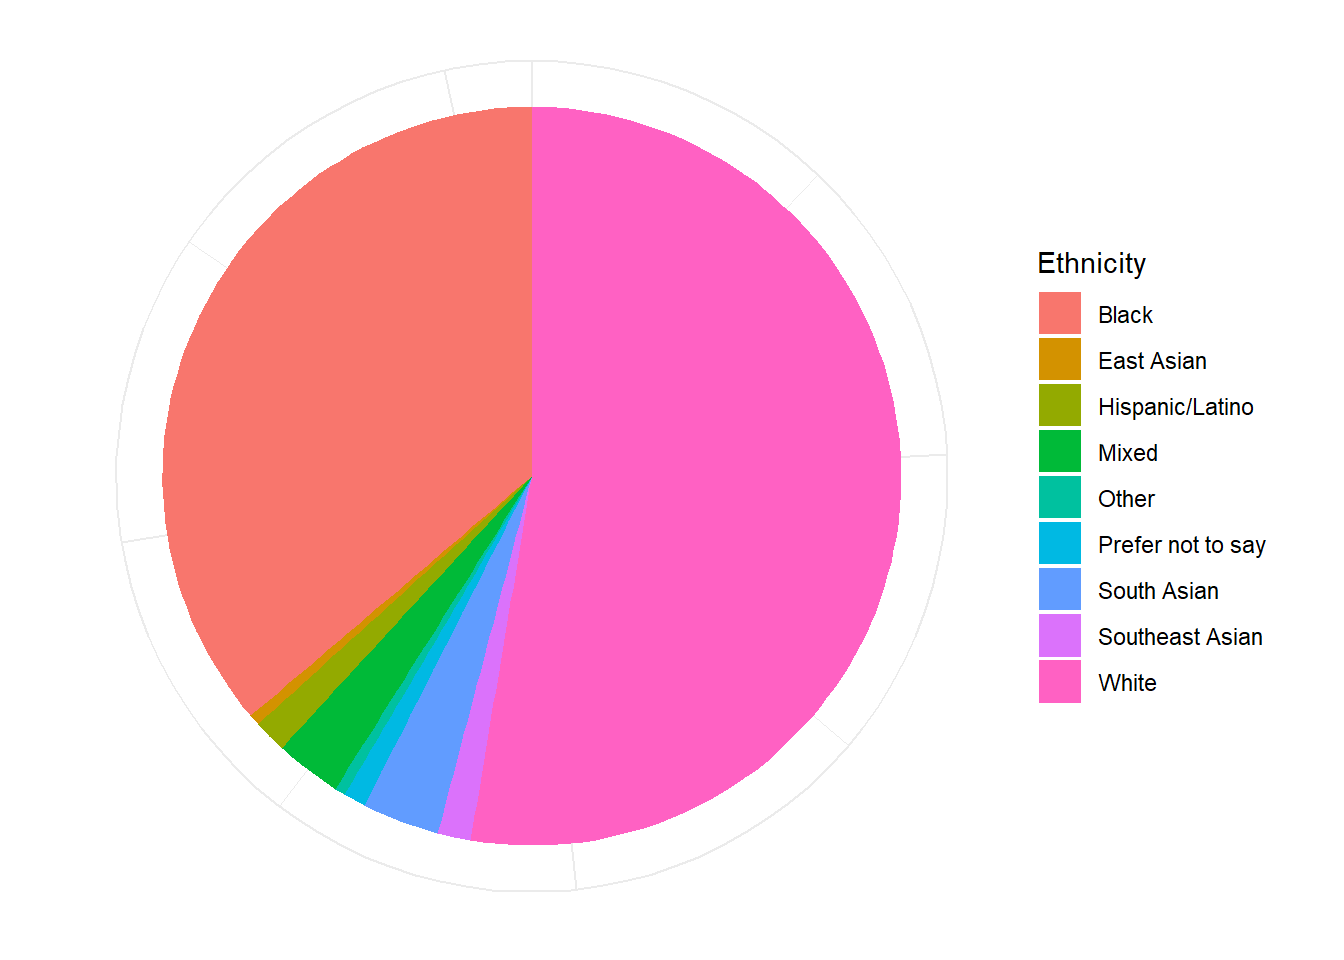 Ethnicity
Black
East Asian
Hispanic/Latino
Mixed
Other
Prefer not to say
South Asian
Southeast Asian
White